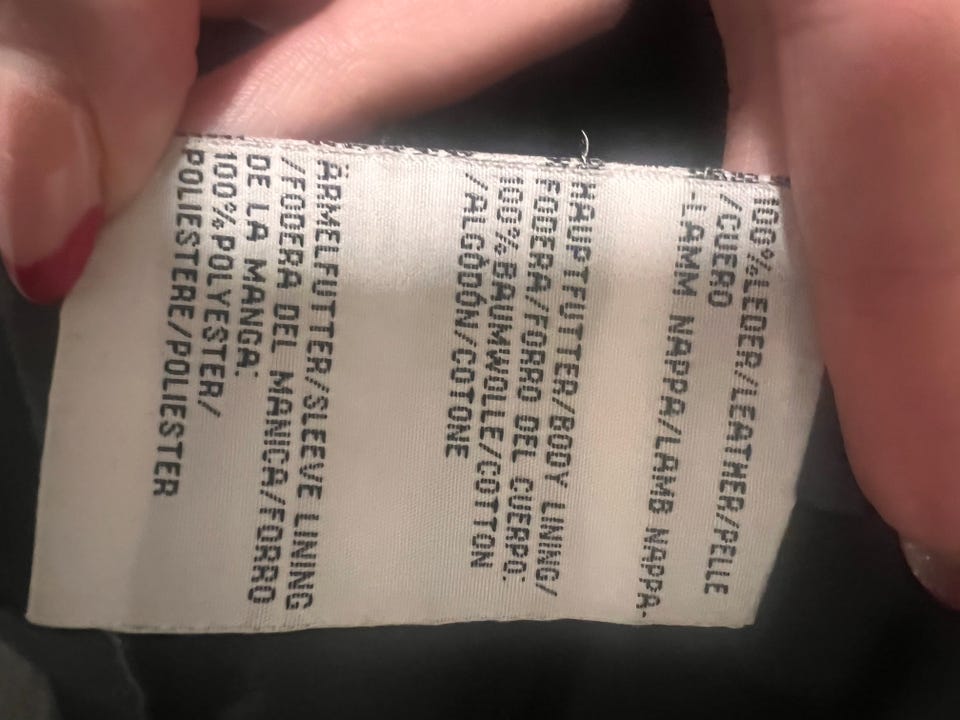 100%LEDER/LEATHER/PELLE
/CUERO
-LAMM NAPPA/LAMB NAPPA-
HAUPTFUTTER/BODY LINING/
FODERA/FORRO DEL CUERPO:
100%BAUMWOLLE/COTTON
/ALGODÓN/COTONE
ÄRMELFUTTER/SLEEVE LINING
/FODERA DEL MANICA/FORRO
DE LA MANGA:
100%POLYESTER/
POLIESTERE/POLIESTER